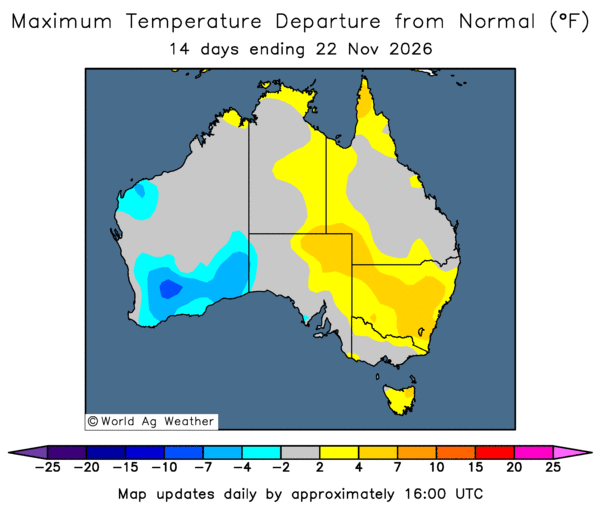 Maximum Temperature Departure from Normal (°F)
14 days ending 22 Nov 2026
©World Ag Weather
-25 -20 -15 -10 -7 -4 -2 2 4 7 10 15 20 25
Map updates daily by approximately 16:00 UTC